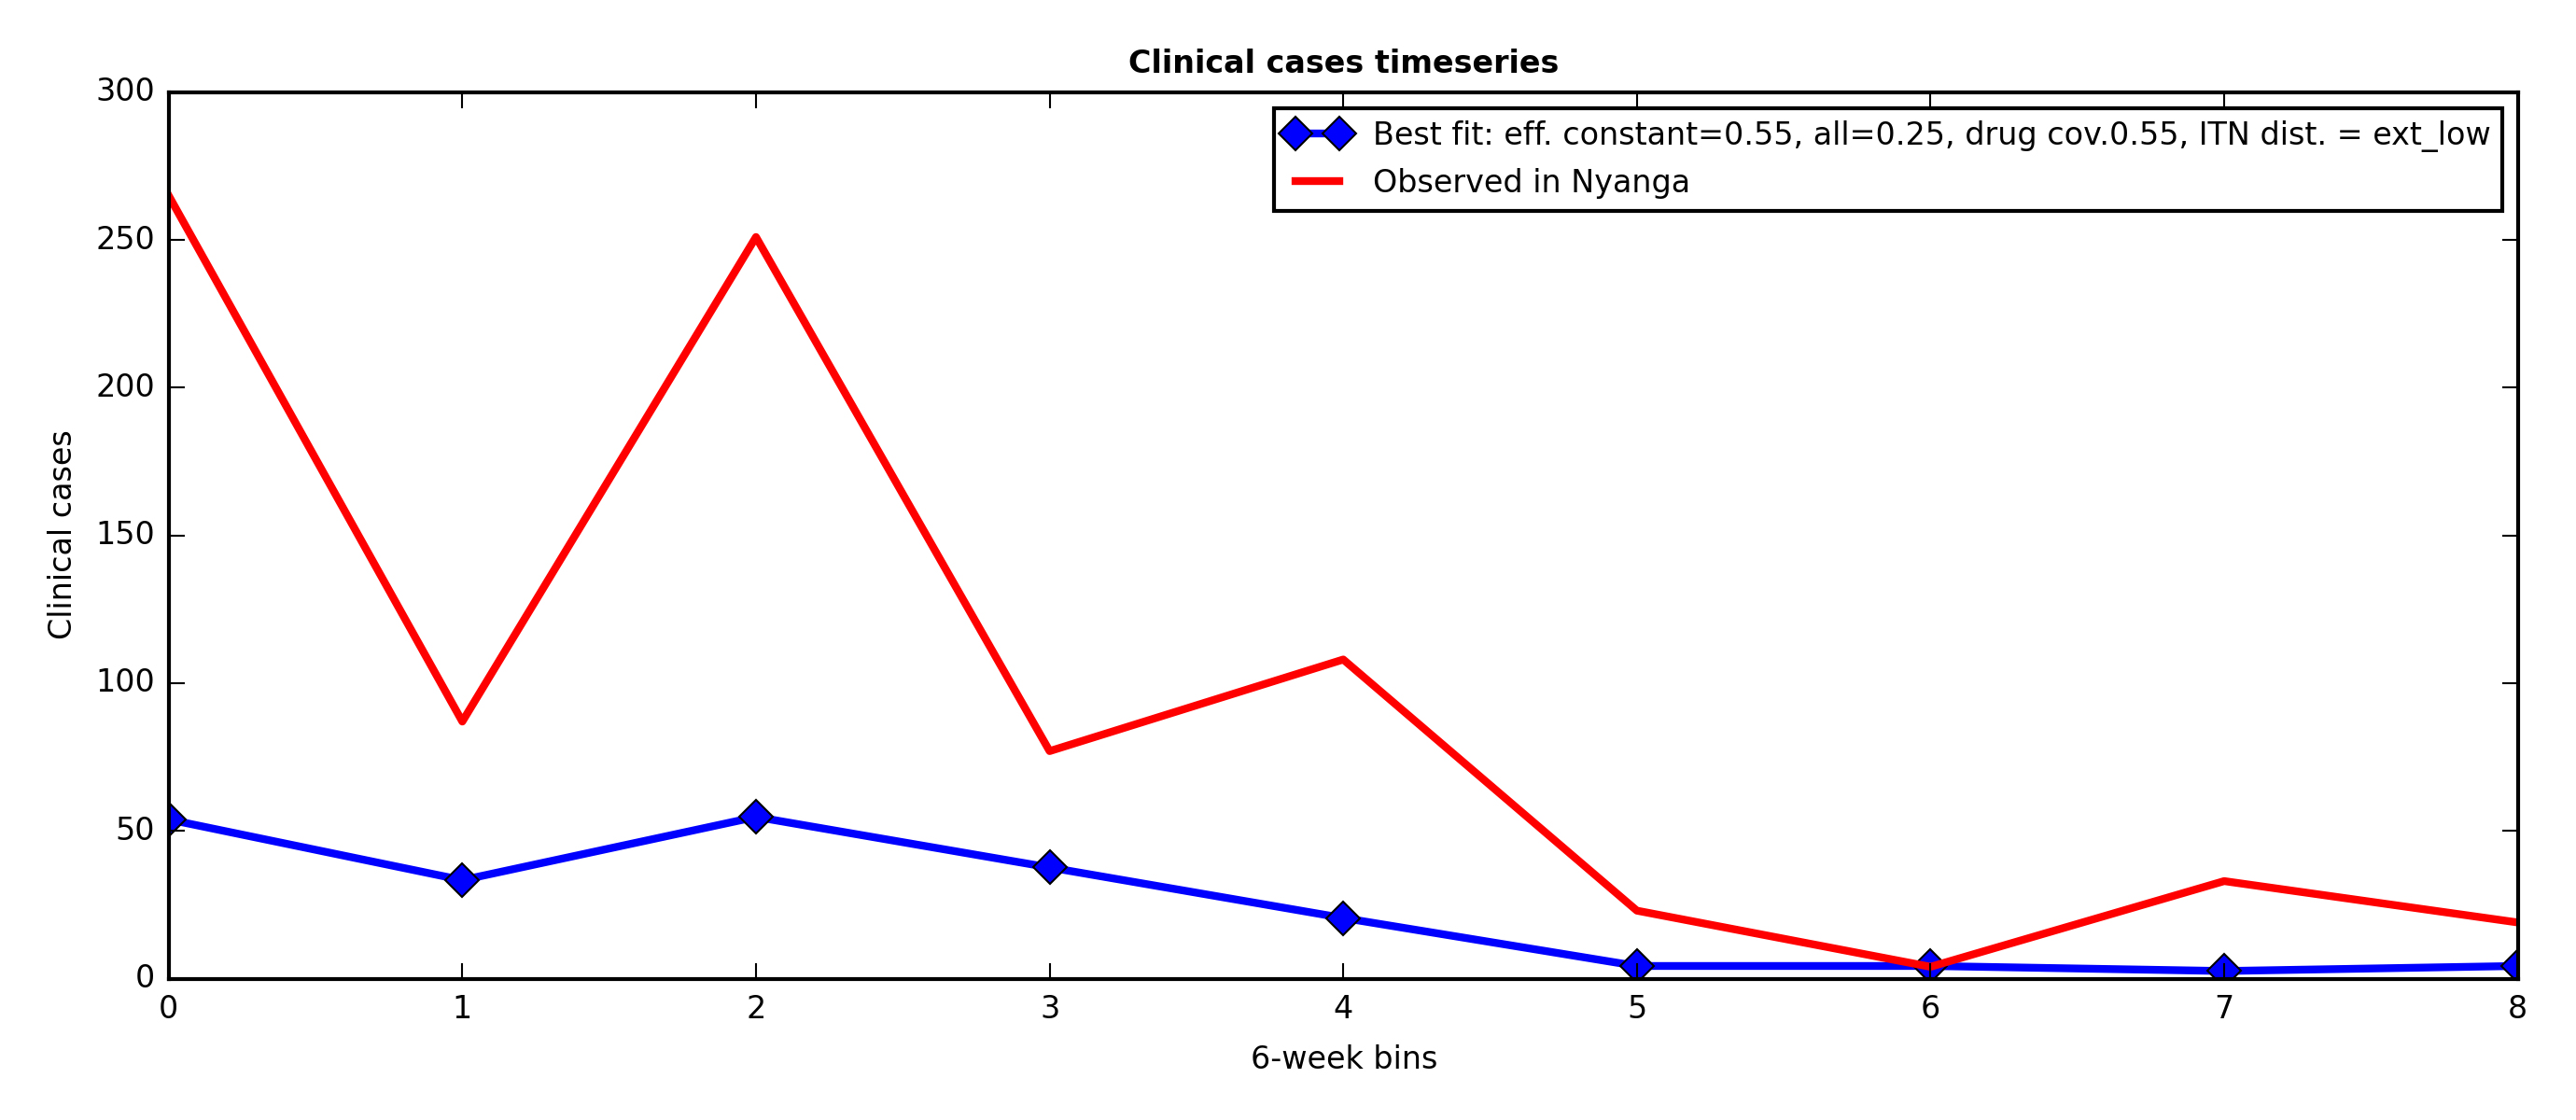 Clinical cases timeseries
300
250
200
150
100
50
0
Clinical cases
Best fit: eff. constant=0.55, all=0.25, drug cov.0.55, ITN dist. = ext_low
Observed in Nyanga
0 1 2 3 4 5 6 7 8
6-week bins